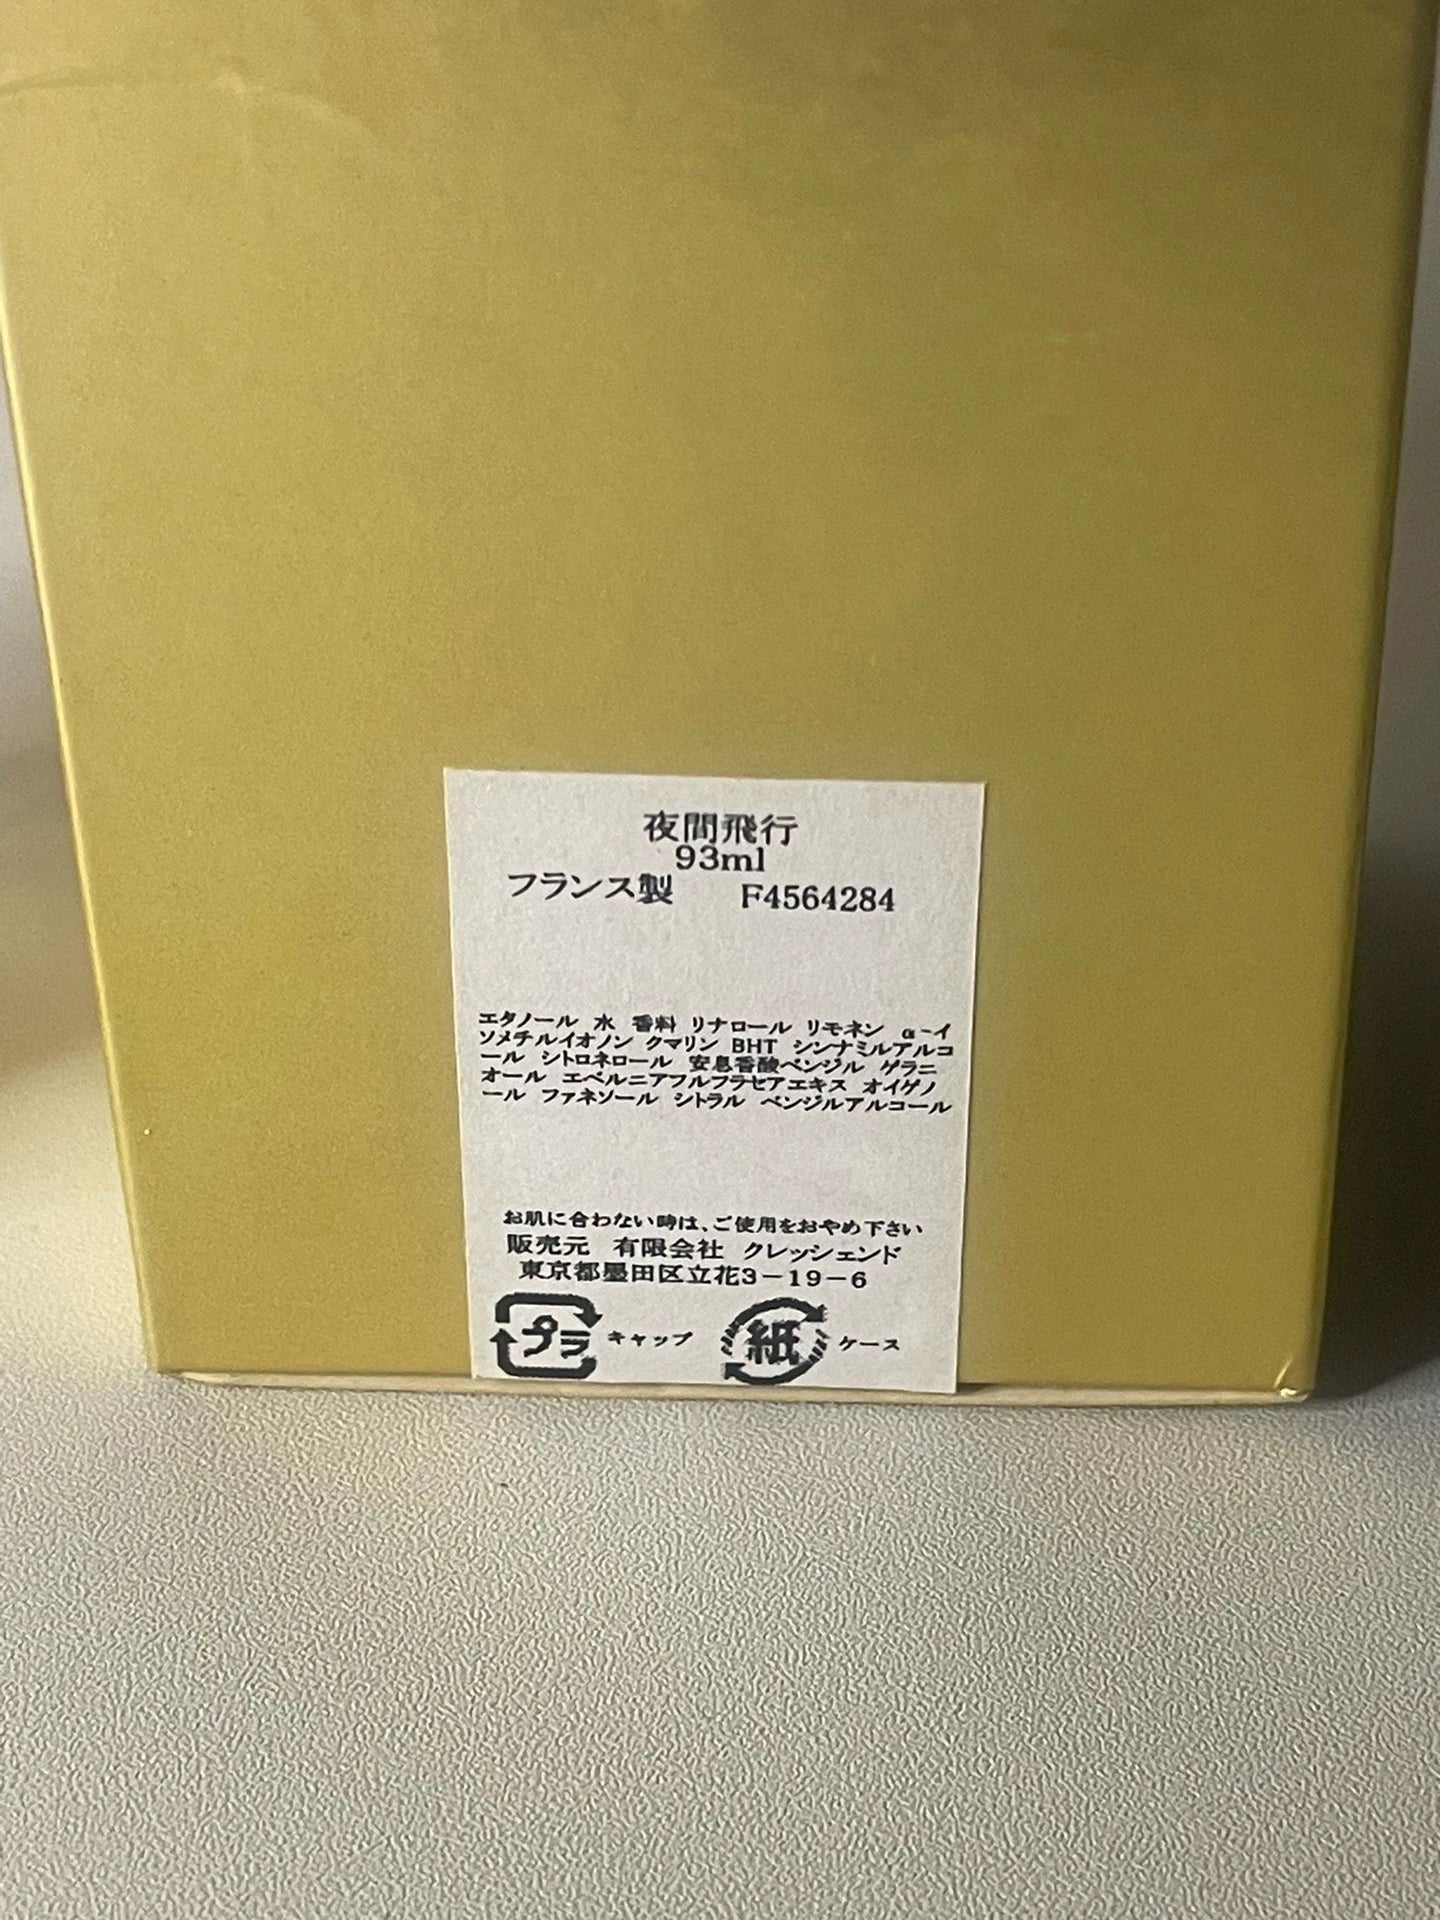 夜間飛行
93ml
フランス製 F4564284
エタノール 水 香料 リナロール リモネン α-イ
ソメチルイオノン クマリン BHT シンナミルアルコ
ール シトロネロール 安息香酸ベンジル ゲラニ
オール エベルニアフルフラセアエキス オイゲノ
ール ファネソール シトラル ベンジルアルコール
お肌に合わない時は、ご使用をおやめ下さい
販売元 有限会社 クレッシェンド
東京都墨田区立花3-19-6
プラ キャップ 紙 ケース